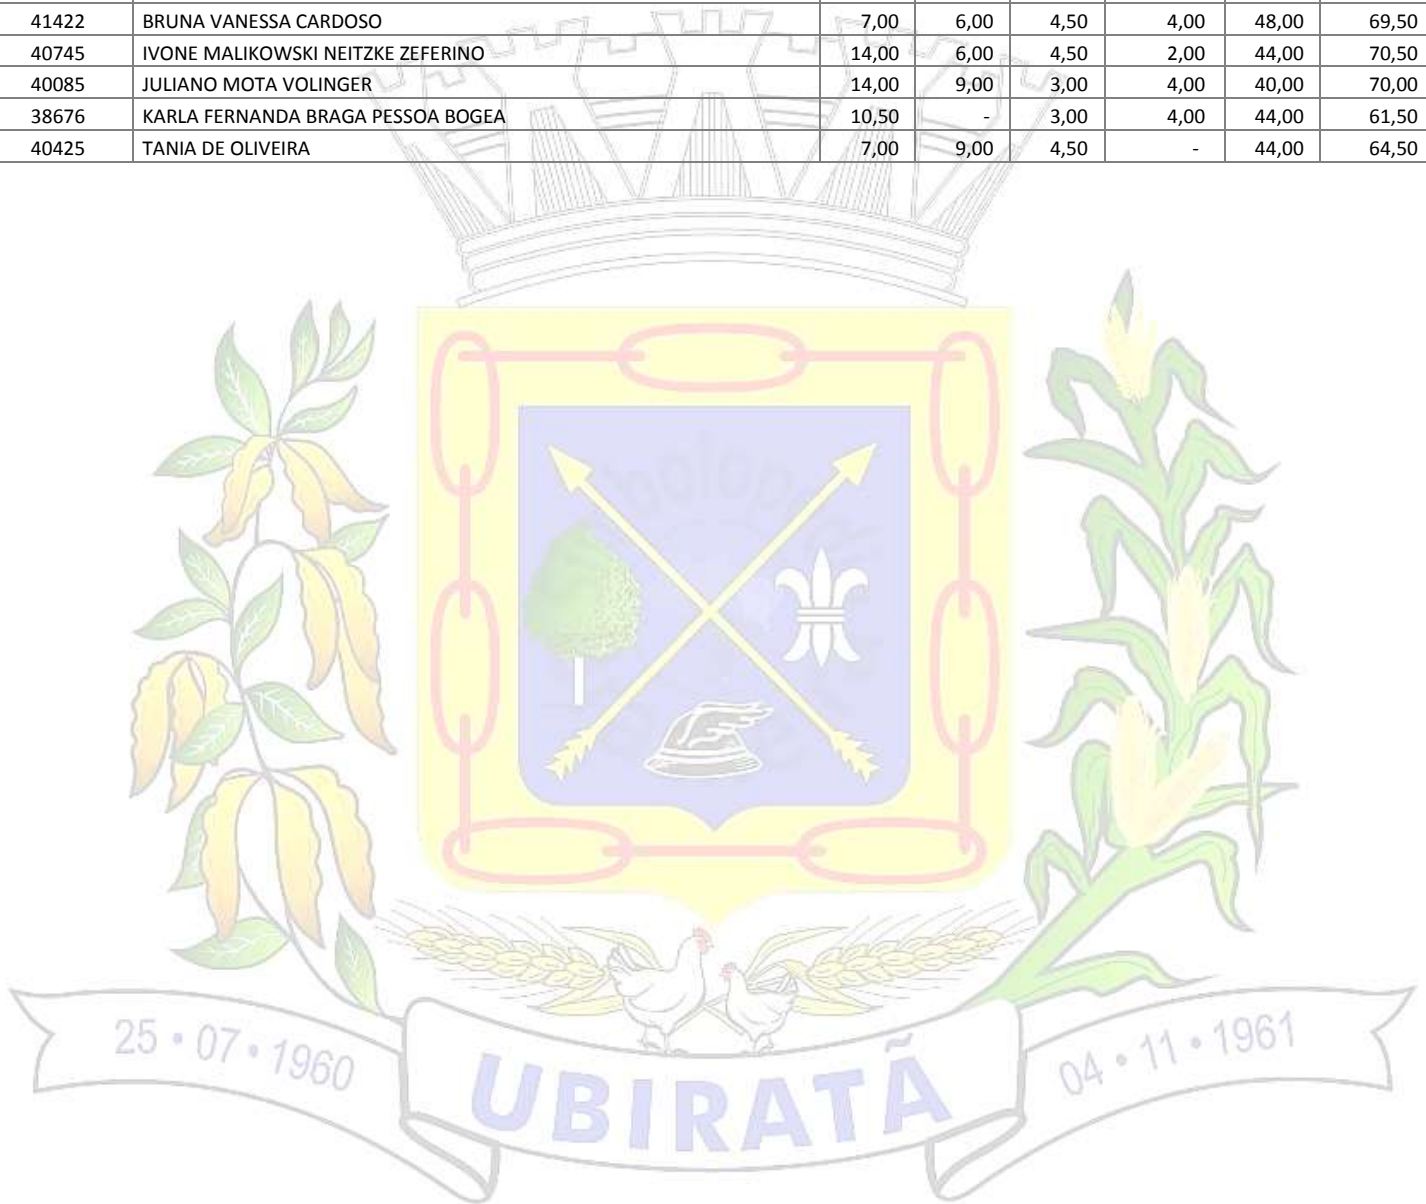 41422 BRUNA VANESSA CARDOSO 7,00 6,00 4,50 4,00 48,00 69,50
40745 IVONE MALIKOWSKI NEITZKE ZEFERINO 14,00 6,00 4,50 2,00 44,00 70,50
40085 JULIANO MOTA VOLINGER 14,00 9,00 3,00 4,00 40,00 70,00
38676 KARLA FERNANDA BRAGA PESSOA BOGEA 10,50 - 3,00 4,00 44,00 61,50
40425 TANIA DE OLIVEIRA 7,00 9,00 4,50 - 44,00 64,50
25 • 07 • 1960
UBIRATÃ
04 • 11 • 1961